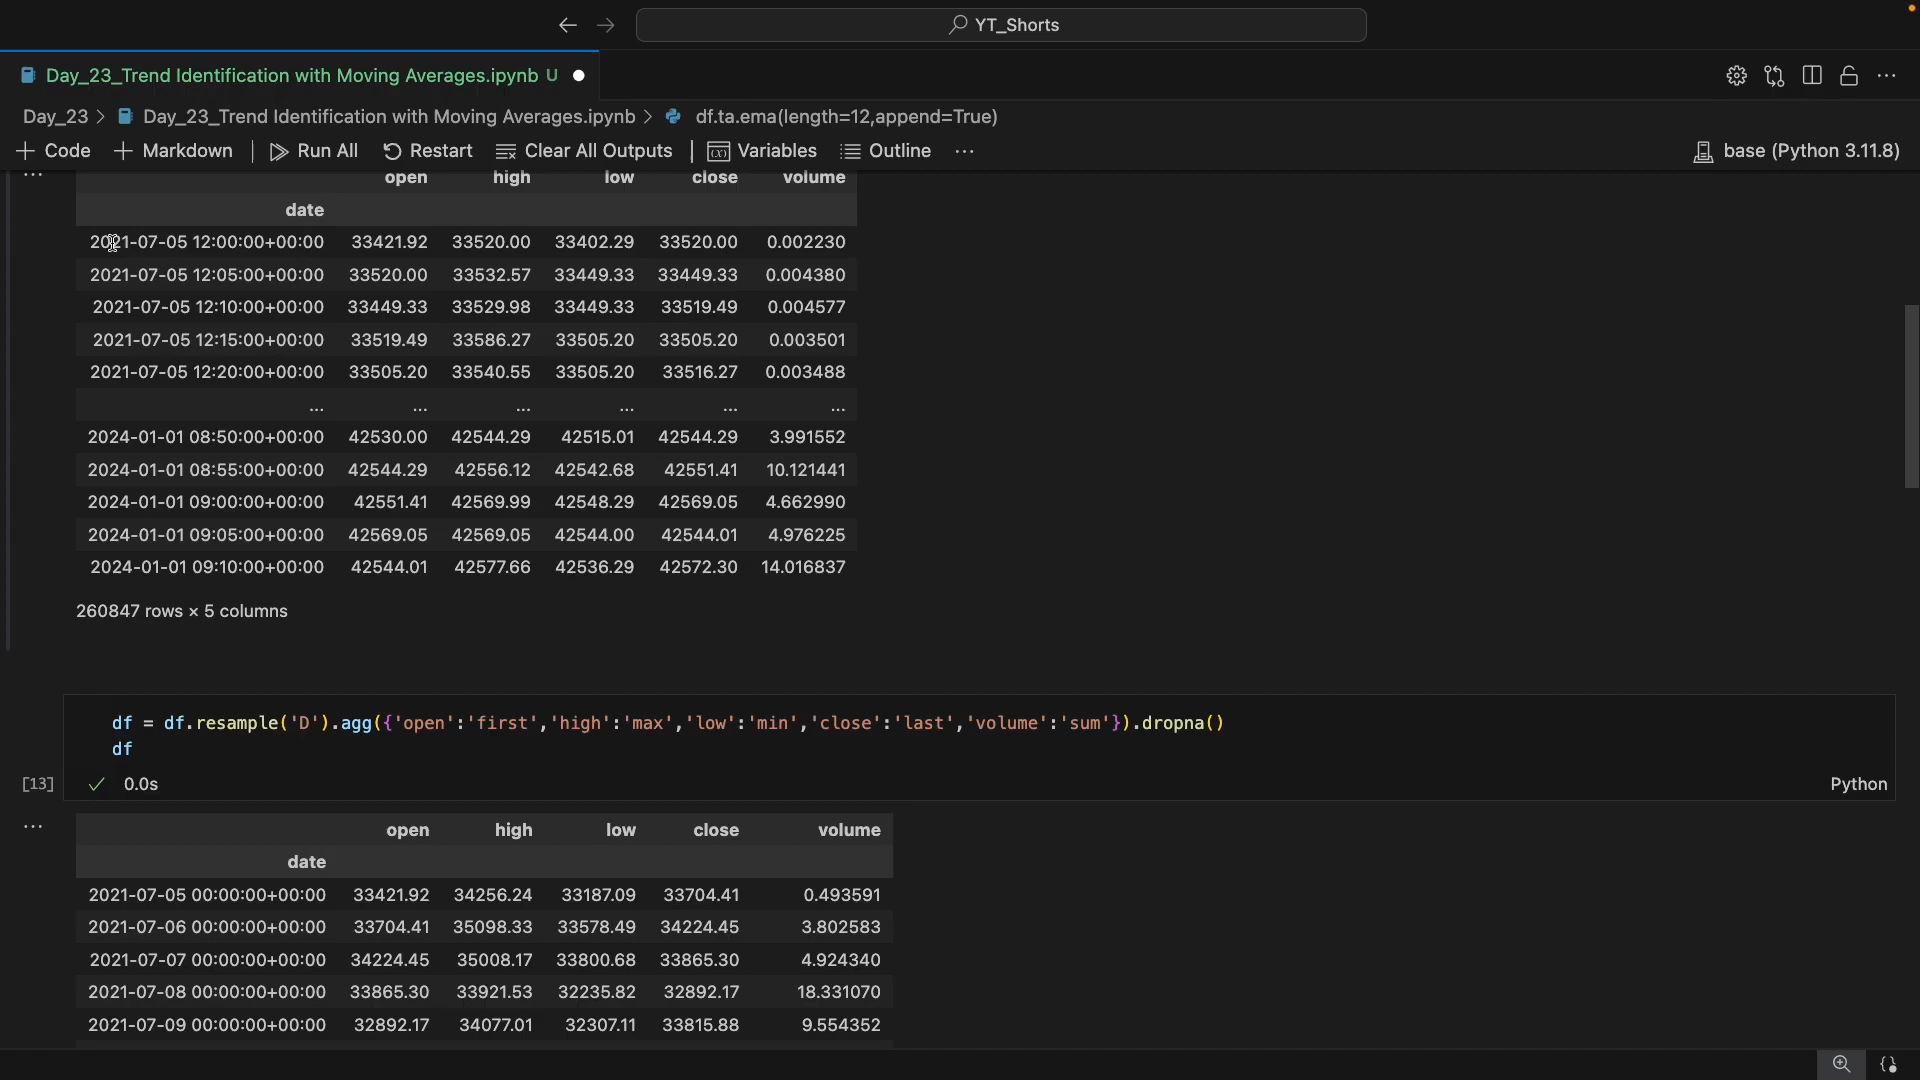 YT_Shorts
Day_23_Trend Identification with Moving Averages.ipynb U
Day_23 > Day_23_Trend Identification with Moving Averages.ipynb > df.ta.ema(length=12,append=True)
+ Code + Markdown | Run All Restart Clear All Outputs | Variables Outline ... base (Python 3.11.8)
... open high low close volume
date
2021-07-05 12:00:00+00:00 33421.92 33520.00 33402.29 33520.00 0.002230
2021-07-05 12:05:00+00:00 33520.00 33532.57 33449.33 33449.33 0.004380
2021-07-05 12:10:00+00:00 33449.33 33529.98 33449.33 33519.49 0.004577
2021-07-05 12:15:00+00:00 33519.49 33586.27 33505.20 33505.20 0.003501
2021-07-05 12:20:00+00:00 33505.20 33540.55 33505.20 33516.27 0.003488
... ... ... ... ... ...
2024-01-01 08:50:00+00:00 42530.00 42544.29 42515.01 42544.29 3.991552
2024-01-01 08:55:00+00:00 42544.29 42556.12 42542.68 42551.41 10.121441
2024-01-01 09:00:00+00:00 42551.41 42569.99 42548.29 42569.05 4.662990
2024-01-01 09:05:00+00:00 42569.05 42569.05 42544.00 42544.01 4.976225
2024-01-01 09:10:00+00:00 42544.01 42577.66 42536.29 42572.30 14.016837
260847 rows × 5 columns
df = df.resample('D').agg({'open':'first','high':'max','low':'min','close':'last','volume':'sum'}).dropna()
df
[13] ✓ 0.0s Python
... open high low close volume
date
2021-07-05 00:00:00+00:00 33421.92 34256.24 33187.09 33704.41 0.493591
2021-07-06 00:00:00+00:00 33704.41 35098.33 33578.49 34224.45 3.802583
2021-07-07 00:00:00+00:00 34224.45 35008.17 33800.68 33865.30 4.924340
2021-07-08 00:00:00+00:00 33865.30 33921.53 32235.82 32892.17 18.331070
2021-07-09 00:00:00+00:00 32892.17 34077.01 32307.11 33815.88 9.554352